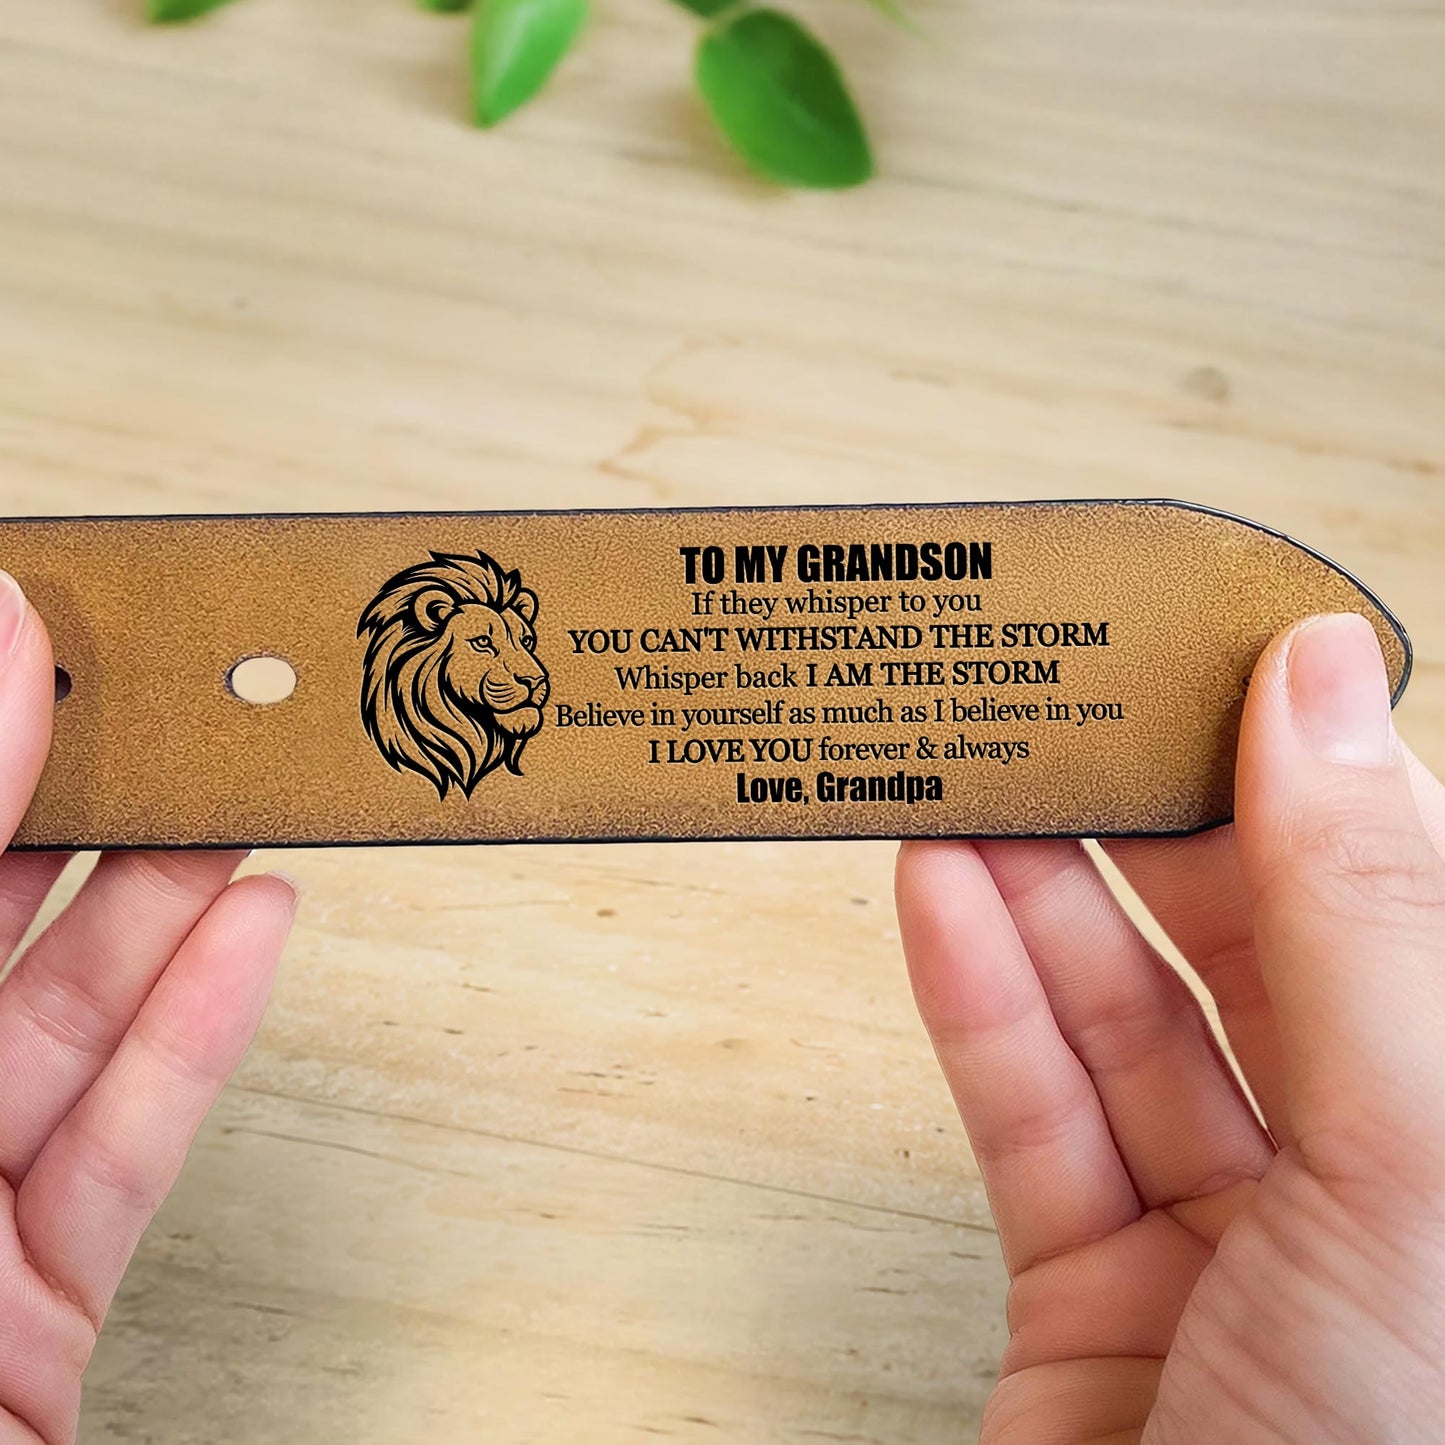 TO MY GRANDSON
If they whisper to you
YOU CAN'T WITHSTAND THE STORM
Whisper back I AM THE STORM
Believe in yourself as much as I believe in you
I LOVE YOU forever & always
Love, Grandpa